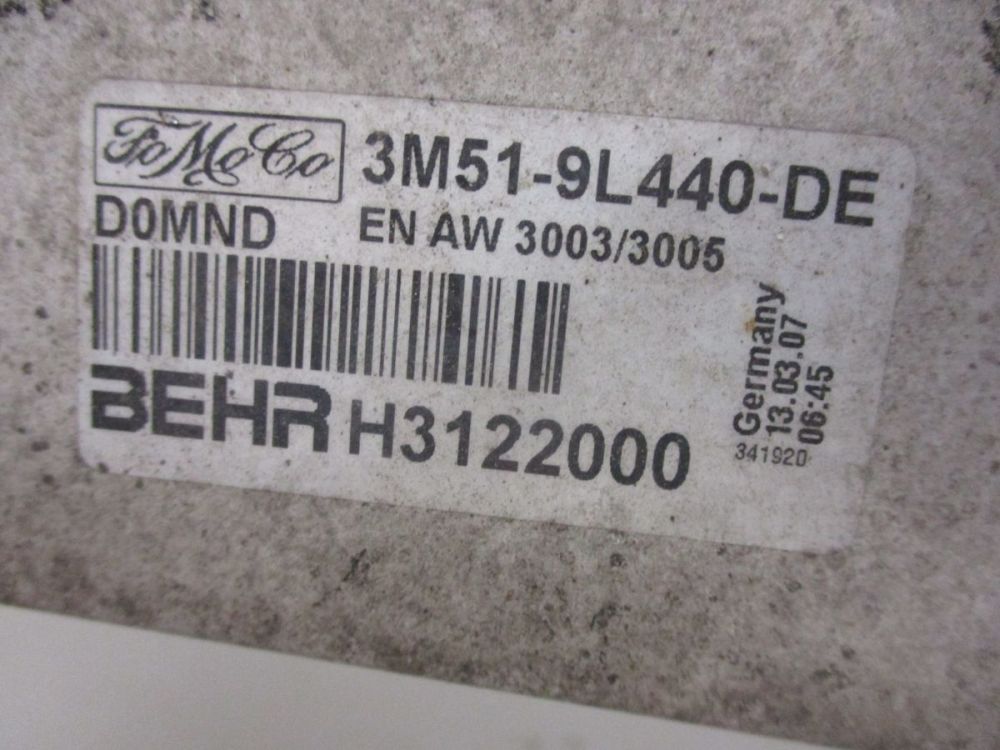 FoMoCo
3M51-9L440-DE
D0MND
EN AW 3003/3005
BEHR H3122000
Germany
13.03.07
06:45
341920